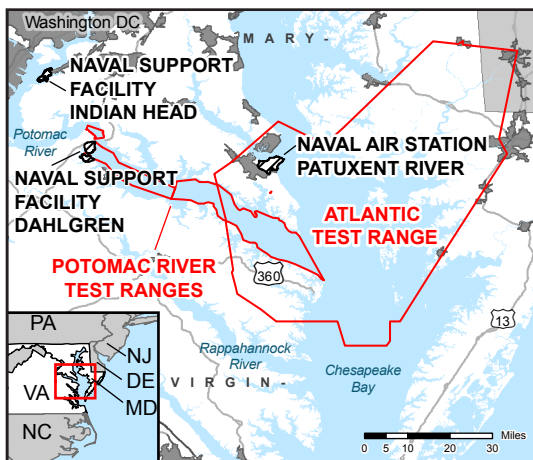 Washington DC
MARY-
NAVAL SUPPORT
FACILITY
INDIAN HEAD
Potomac
River
NAVAL AIR STATION
PATUXENT RIVER
NAVAL SUPPORT
FACILITY
DAHLGREN
ATLANTIC
TEST RANGE
POTOMAC RIVER
TEST RANGES
360
13
Rappahannock
River
Chesapeake
Bay
VIRGIN-
PA
NJ
DE
MD
VA
NC
Miles
0 5 10 20 30